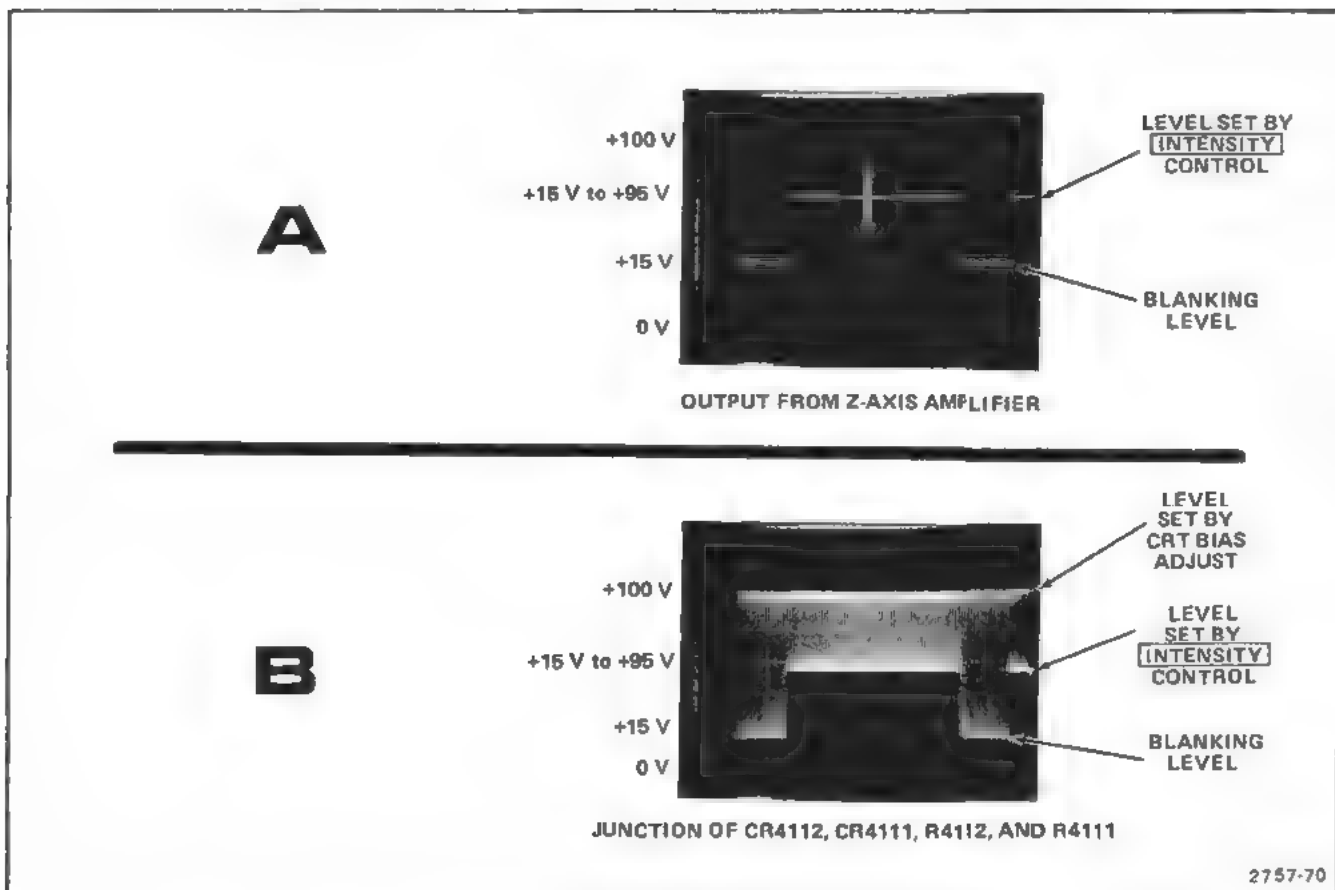 A
+100 V
+15 V to +95 V
+15 V
0 V
LEVEL SET BY
INTENSITY
CONTROL
BLANKING
LEVEL
OUTPUT FROM Z-AXIS AMPLIFIER
B
+100 V
+15 V to +95 V
+15 V
0 V
LEVEL
SET BY
CRT BIAS
ADJUST
LEVEL
SET BY
INTENSITY
CONTROL
BLANKING
LEVEL
JUNCTION OF CR4112, CR4111, R4112, AND R4111
2757-70